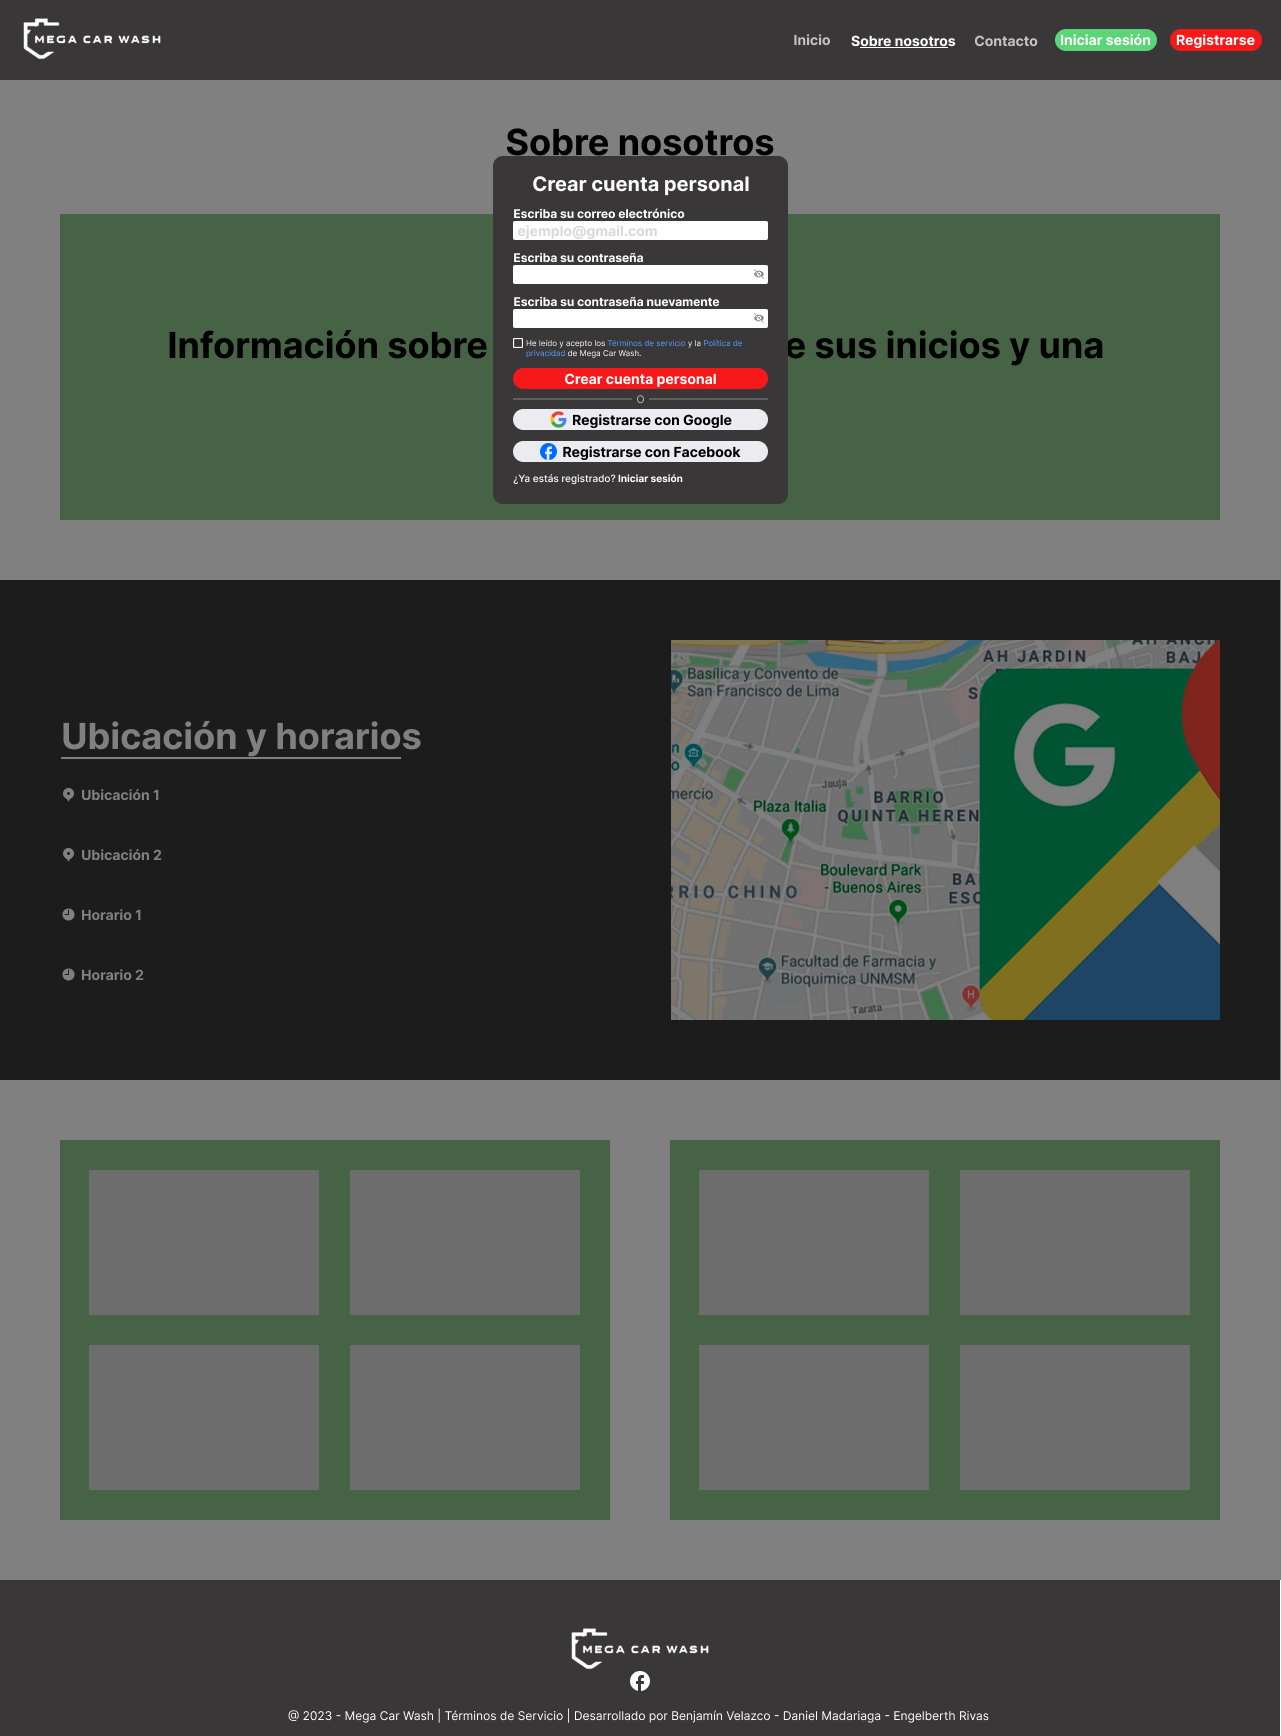 MEGA CAR WASH
Inicio Sobre nosotros Contacto Iniciar sesión Registrarse
Sobre nosotros
Crear cuenta personal
Escriba su correo electrónico
ejemplo@gmail.com
Escriba su contraseña
Escriba su contraseña nuevamente
He leído y acepto los Términos de servicio y la Política de
privacidad de Mega Car Wash.
Crear cuenta personal
O
Registrarse con Google
Registrarse con Facebook
¿Ya estás registrado? Iniciar sesión
Información sobre
e sus inicios y una
Ubicación y horarios
Ubicación 1
Ubicación 2
Horario 1
Horario 2
AH JARDIN
BAJ
Basílica y Convento de
San Francisco de Lima
S
n
o
mercio
Jauja
Plaza Italia
BARRIO
QUINTA HEREN
Boulevard Park
- Buenos Aires
BA
ESC
RRIO CHINO
G
Facultad de Farmacia y
Bioquimica UNMSM
H
Tarata
MEGA CAR WASH
@ 2023 - Mega Car Wash | Términos de Servicio | Desarrollado por Benjamín Velazco - Daniel Madariaga - Engelberth Rivas